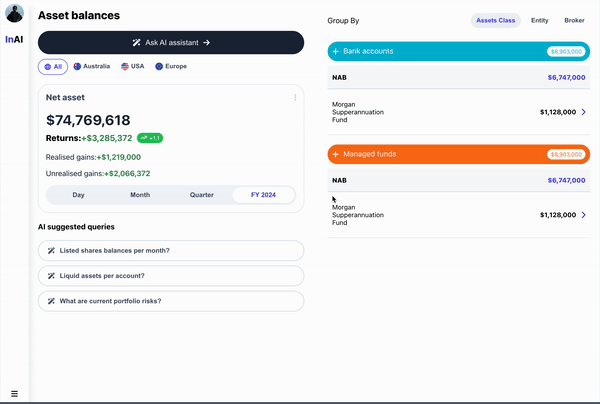 InAI
Asset balances
Ask AI assistant
All
Australia
USA
Europe
Net asset
$74,769,618
Returns:+$3,285,372
+1.1
Realised gains:+$1,219,000
Unrealised gains:+$2,066,372
Day
Month
Quarter
FY 2024
AI suggested queries
Listed shares balances per month?
Liquid assets per account?
What are current portfolio risks?
Group By
Assets Class
Entity
Broker
+ Bank accounts
$8,903,000
NAB
$6,747,000
Morgan
Supperannuation
Fund
$1,128,000
+ Managed funds
$8,903,000
NAB
$6,747,000
Morgan
Supperannuation
Fund
$1,128,000